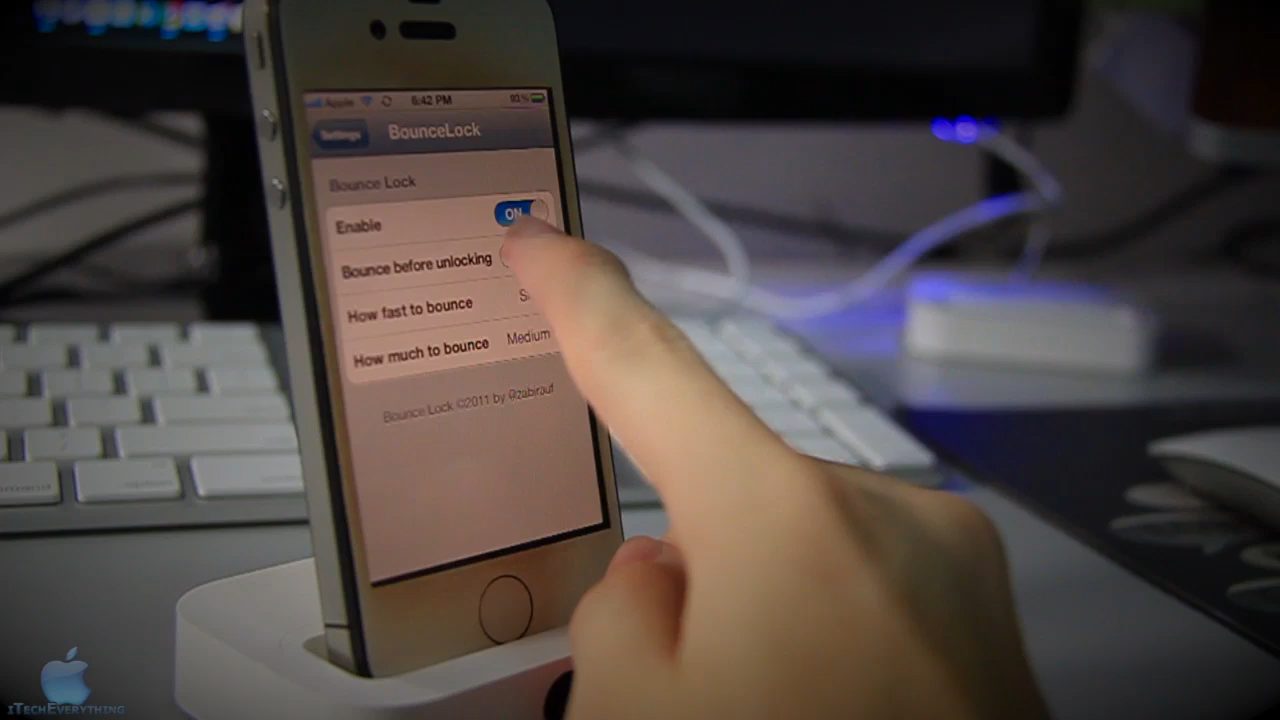 Apple 6:42 PM 90%
Settings BounceLock
Bounce Lock
Enable ON
Bounce before unlocking
How fast to bounce
How much to bounce Medium
Bounce Lock ©2011 by @zabirauf
iTechEverything